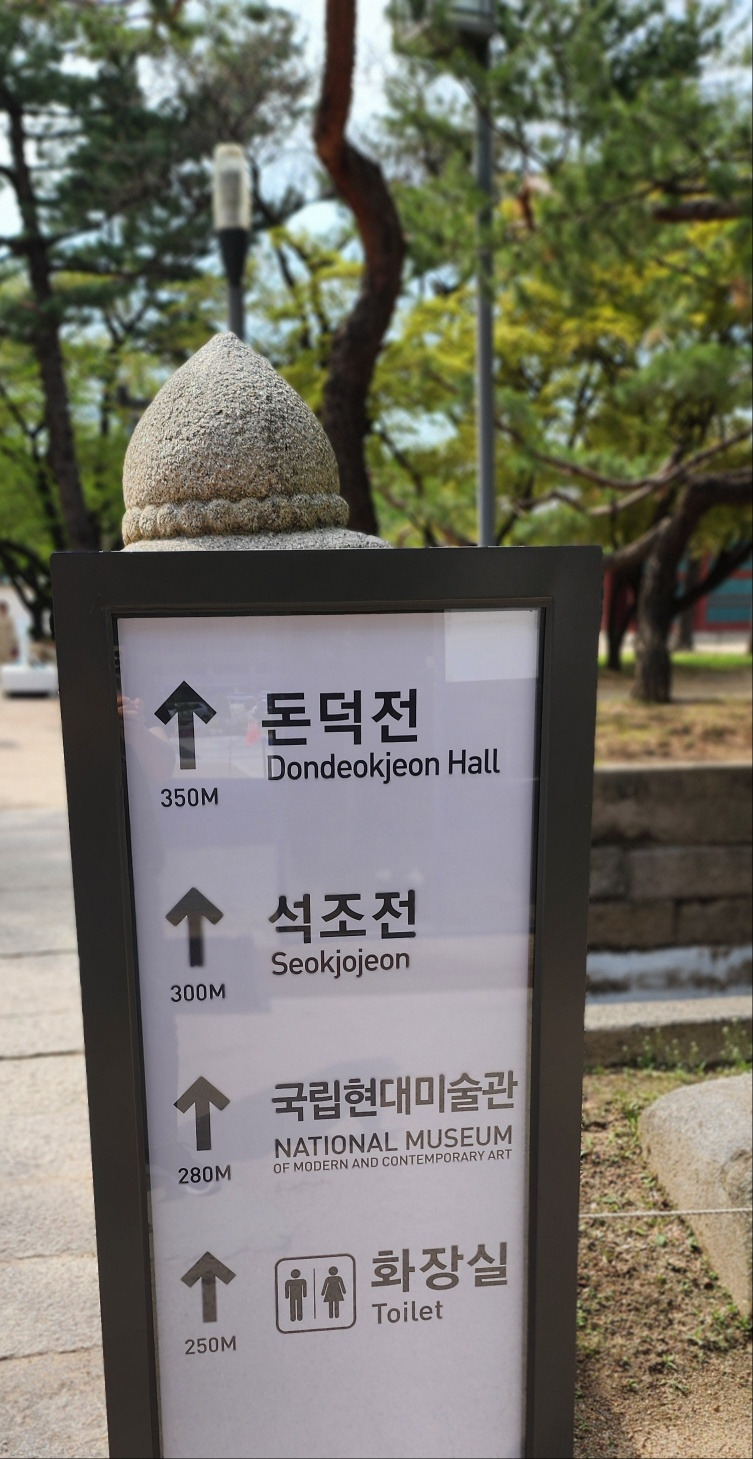 돈덕전
Dondeokjeon Hall
350M
석조전
Seokjojeon
300M
국립현대미술관
NATIONAL MUSEUM
OF MODERN AND CONTEMPORARY ART
280M
화장실
Toilet
250M